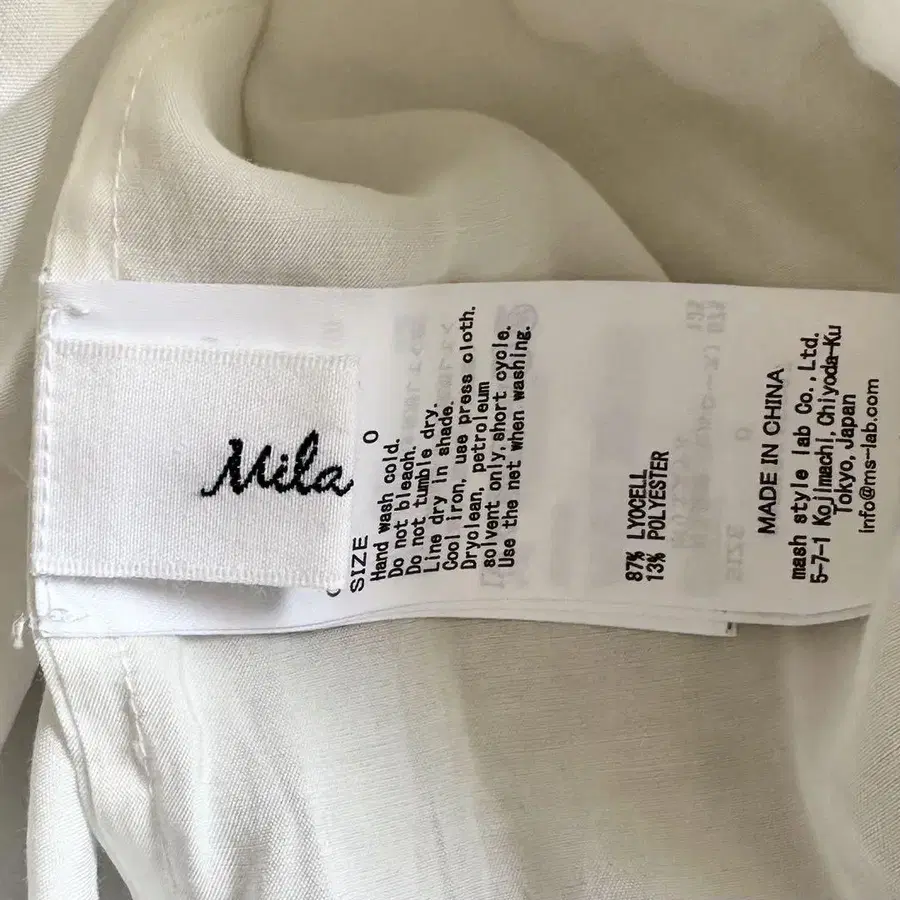 Mila
SIZE 0
Hand wash cold.
Do not bleach.
Do not tumble dry.
Line dry in shade.
Cool iron, use press cloth.
Dryolean, petroleum
solvent only,short cycle.
Use the net when washing.
87% LYOCELL
13% POLYESTER
MADE IN CHINA
mash style lab Co.,Ltd.
5-7-1 Kojimachi,Chiyoda-Ku
Tokyo,Japan
info@ms-lab.com